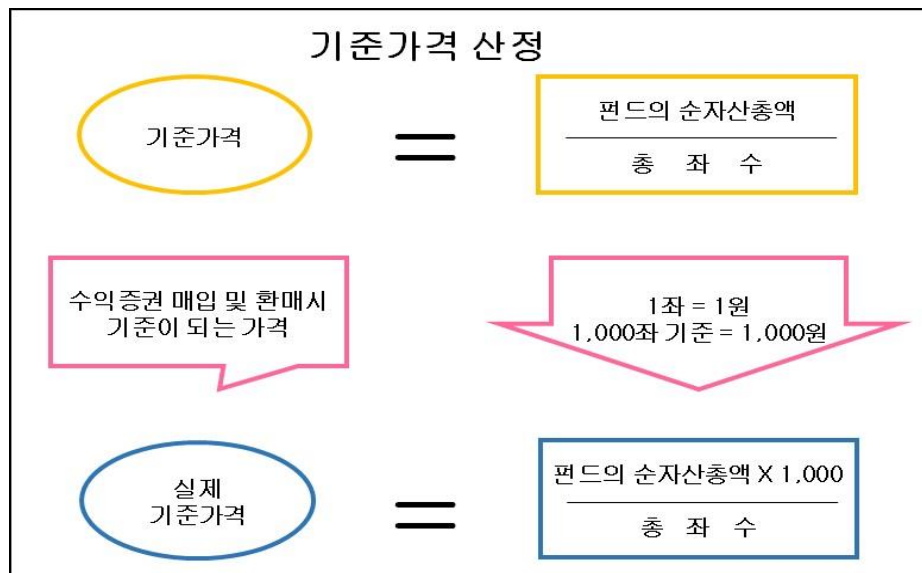 기준가격 산정
기준가격
=
펀드의 순자산총액
총 좌 수
수익증권 매입 및 환매시
기준이 되는 가격
1좌 = 1원
1,000좌 기준 = 1,000원
실제
기준가격
=
펀드의 순자산총액 X 1,000
총 좌 수